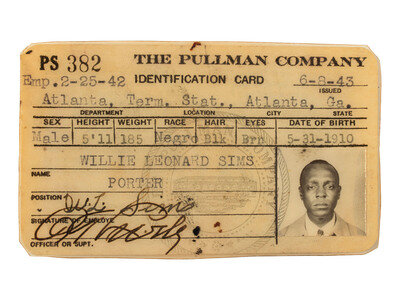 PS 382 THE PULLMAN COMPANY
Emp. 2-25-42 IDENTIFICATION CARD 6-8-43
ISSUED
Atlanta, Term. Stat., Atlanta, Ga.
DEPARTMENT LOCATION CITY STATE
SEX HEIGHT WEIGHT RACE HAIR EYES DATE OF BIRTH
Male 5'11 185 Negro Blk Brn 5-31-1910
WILLIE LEONARD SIMS
NAME
PORTER
POSITION
Sims
SIGNATURE OF EMPLOYE
OFFICER OR SUPT.